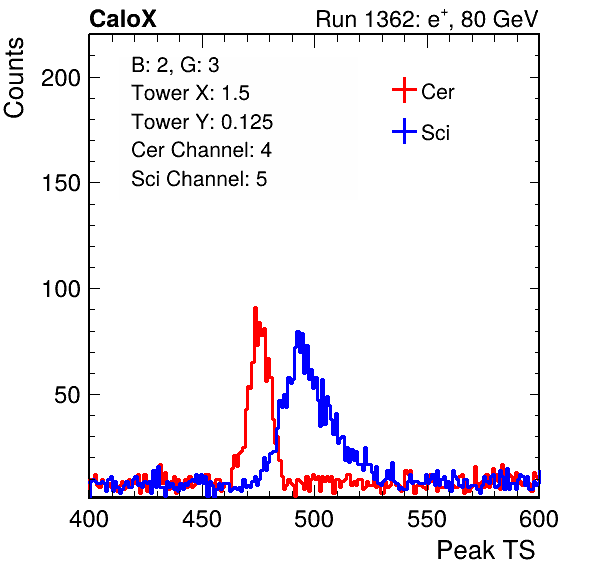 CaloX Run 1362: e⁺, 80 GeV
Counts
B: 2, G: 3
Tower X: 1.5
Tower Y: 0.125
Cer Channel: 4
Sci Channel: 5
Cer
Sci
200
150
100
50
400 450 500 550 600
Peak TS